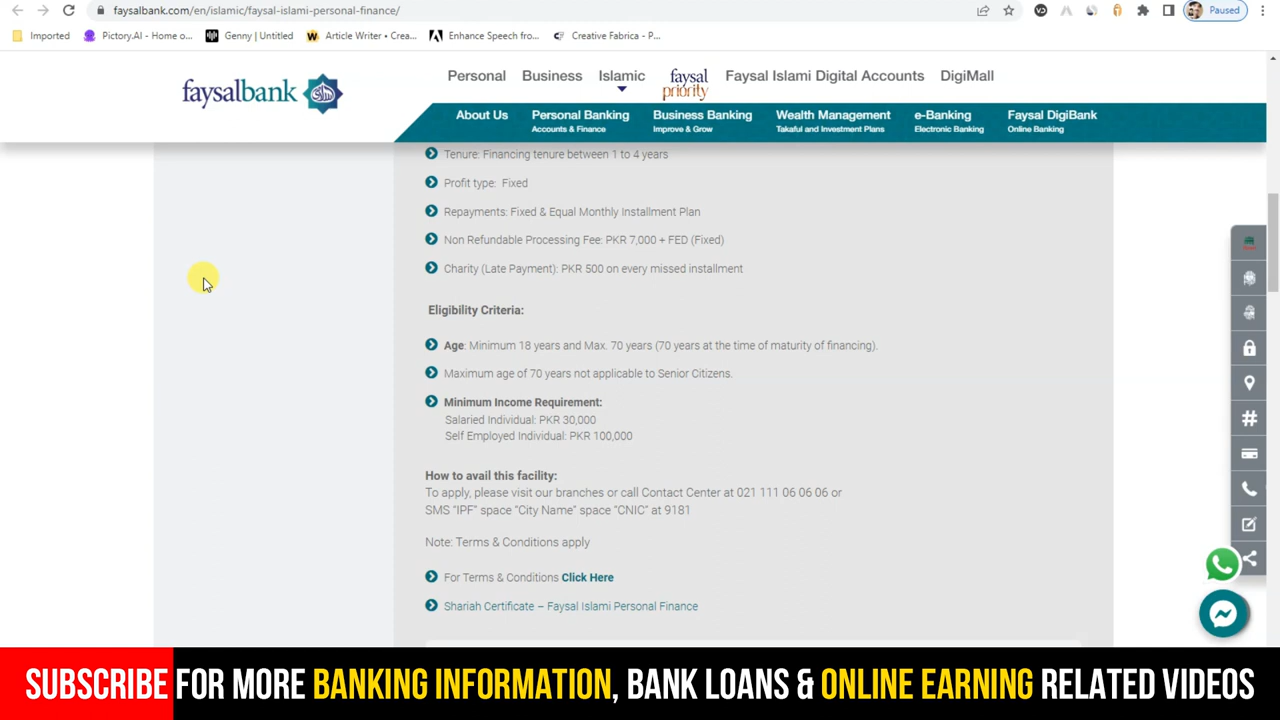 faysalbank.com/en/islamic/faysal-islami-personal-finance/
Paused
Imported
Pictory.AI - Home o...
Genny | Untitled
Article Writer • Crea...
Enhance Speech from...
Creative Fabrica - P...
faysalbank
Personal
Business
Islamic
faysal
priority
Faysal Islami Digital Accounts
DigiMall
About Us
Personal Banking
Accounts & Finance
Business Banking
Improve & Grow
Wealth Management
Takaful and Investment Plans
e-Banking
Electronic Banking
Faysal DigiBank
Online Banking
Tenure: Financing tenure between 1 to 4 years
Profit type: Fixed
Repayments: Fixed & Equal Monthly Installment Plan
Non Refundable Processing Fee: PKR 7,000 + FED (Fixed)
Charity (Late Payment): PKR 500 on every missed installment
Eligibility Criteria:
Age: Minimum 18 years and Max. 70 years (70 years at the time of maturity of financing).
Maximum age of 70 years not applicable to Senior Citizens.
Minimum Income Requirement:
Salaried Individual: PKR 30,000
Self Employed Individual: PKR 100,000
How to avail this facility:
To apply, please visit our branches or call Contact Center at 021 111 06 06 06 or
SMS “IPF” space “City Name” space “CNIC” at 9181
Note: Terms & Conditions apply
For Terms & Conditions Click Here
Shariah Certificate – Faysal Islami Personal Finance
SUBSCRIBE FOR MORE BANKING INFORMATION, BANK LOANS & ONLINE EARNING RELATED VIDEOS